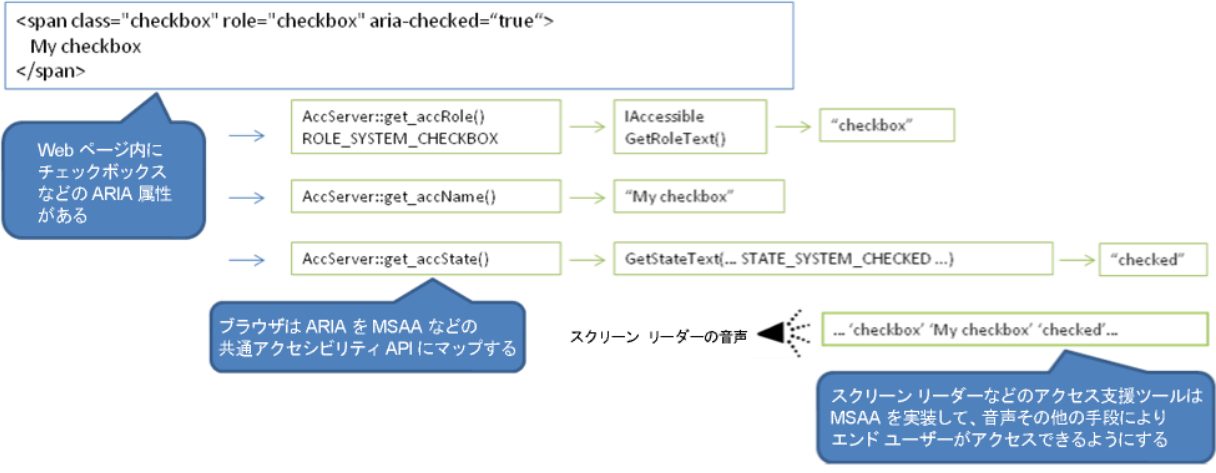 <span class="checkbox" role="checkbox" aria-checked=“true“>
My checkbox
</span>
Web ページ内に
チェックボックス
などの ARIA 属性
がある
AccServer::get_accRole()
ROLE_SYSTEM_CHECKBOX
IAccessible
GetRoleText()
“checkbox”
AccServer::get_accName()
“My checkbox”
AccServer::get_accState()
GetStateText(... STATE_SYSTEM_CHECKED ...)
“checked”
ブラウザは ARIA を MSAA などの
共通アクセシビリティ API にマップする
スクリーン リーダーの音声
... ‘checkbox’ ‘My checkbox’ ‘checked’...
スクリーン リーダーなどのアクセス支援ツールは
MSAA を実装して、音声その他の手段により
エンド ユーザーがアクセスできるようにする